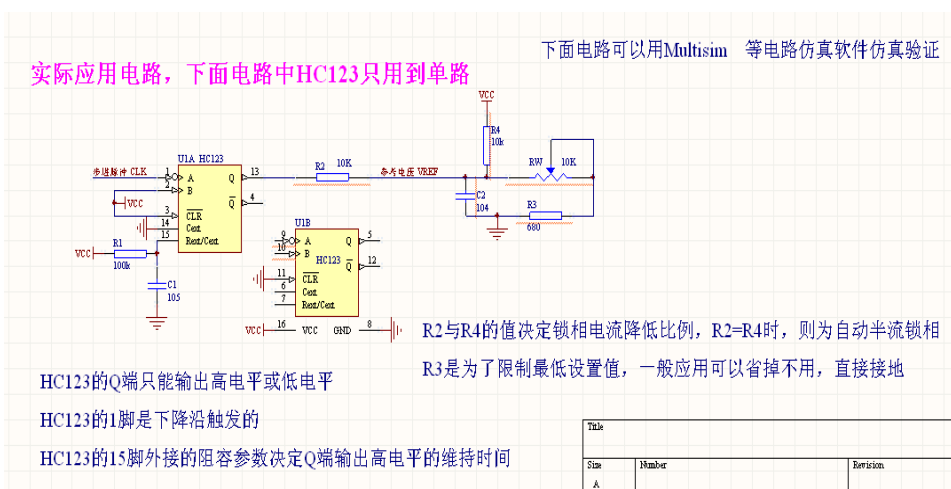 下面电路可以用Multisim 等电路仿真软件仿真验证
实际应用电路，下面电路中HC123只用到单路
VCC
R4
10k
U1A HC123
步进脉冲 CLK
1
A
Q
13
R2 10K
参考电压 VREF
RW 10K
2
B
Q
4
VCC
C2
104
3
CLR
R3
680
14
Cext
15
Rext/Cext
U1B
VCC
R1
100k
9
A
Q
5
10
B
HC123
Q
12
11
CLR
6
Cext
7
Rext/Cext
C1
105
VCC
16
VCC
GND
8
R2与R4的值决定锁相电流降低比例，R2=R4时，则为自动半流锁相
R3是为了限制最低设置值，一般应用可以省掉不用，直接接地
HC123的Q端只能输出高电平或低电平
HC123的1脚是下降沿触发的
HC123的15脚外接的阻容参数决定Q端输出高电平的维持时间
Title
Size
Number
Revision
A